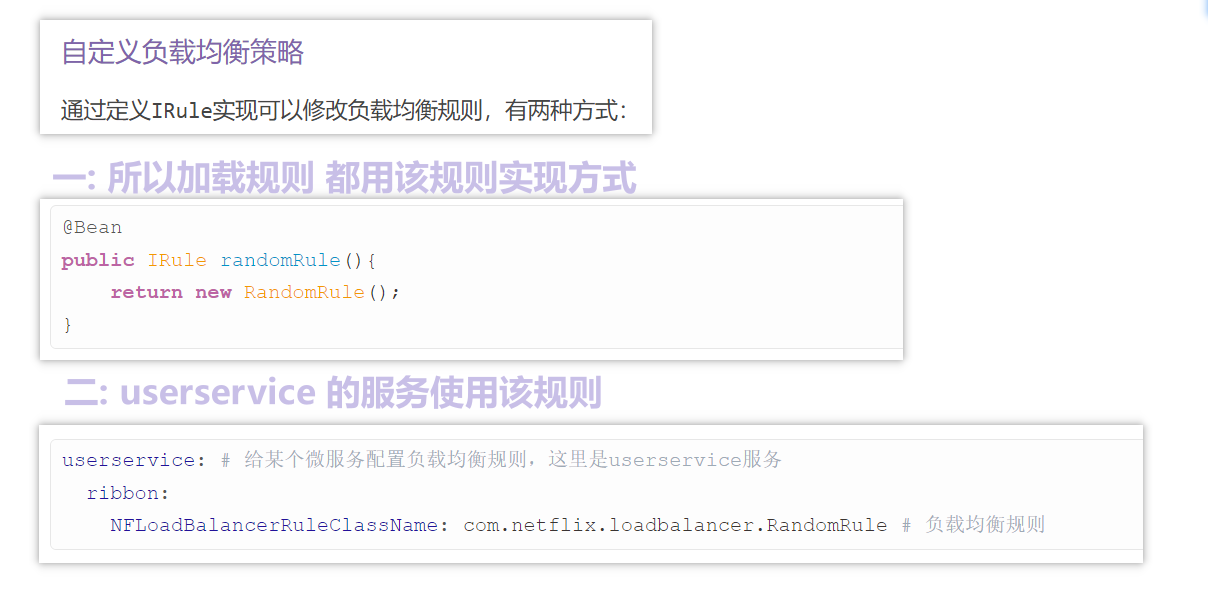 自定义负载均衡策略
通过定义IRule实现可以修改负载均衡规则，有两种方式：
一: 所以加载规则 都用该规则实现方式
@Bean
public IRule randomRule(){
    return new RandomRule();
}
二: userservice 的服务使用该规则
userservice: # 给某个微服务配置负载均衡规则，这里是userservice服务
  ribbon:
    NFLoadBalancerRuleClassName: com.netflix.loadbalancer.RandomRule # 负载均衡规则